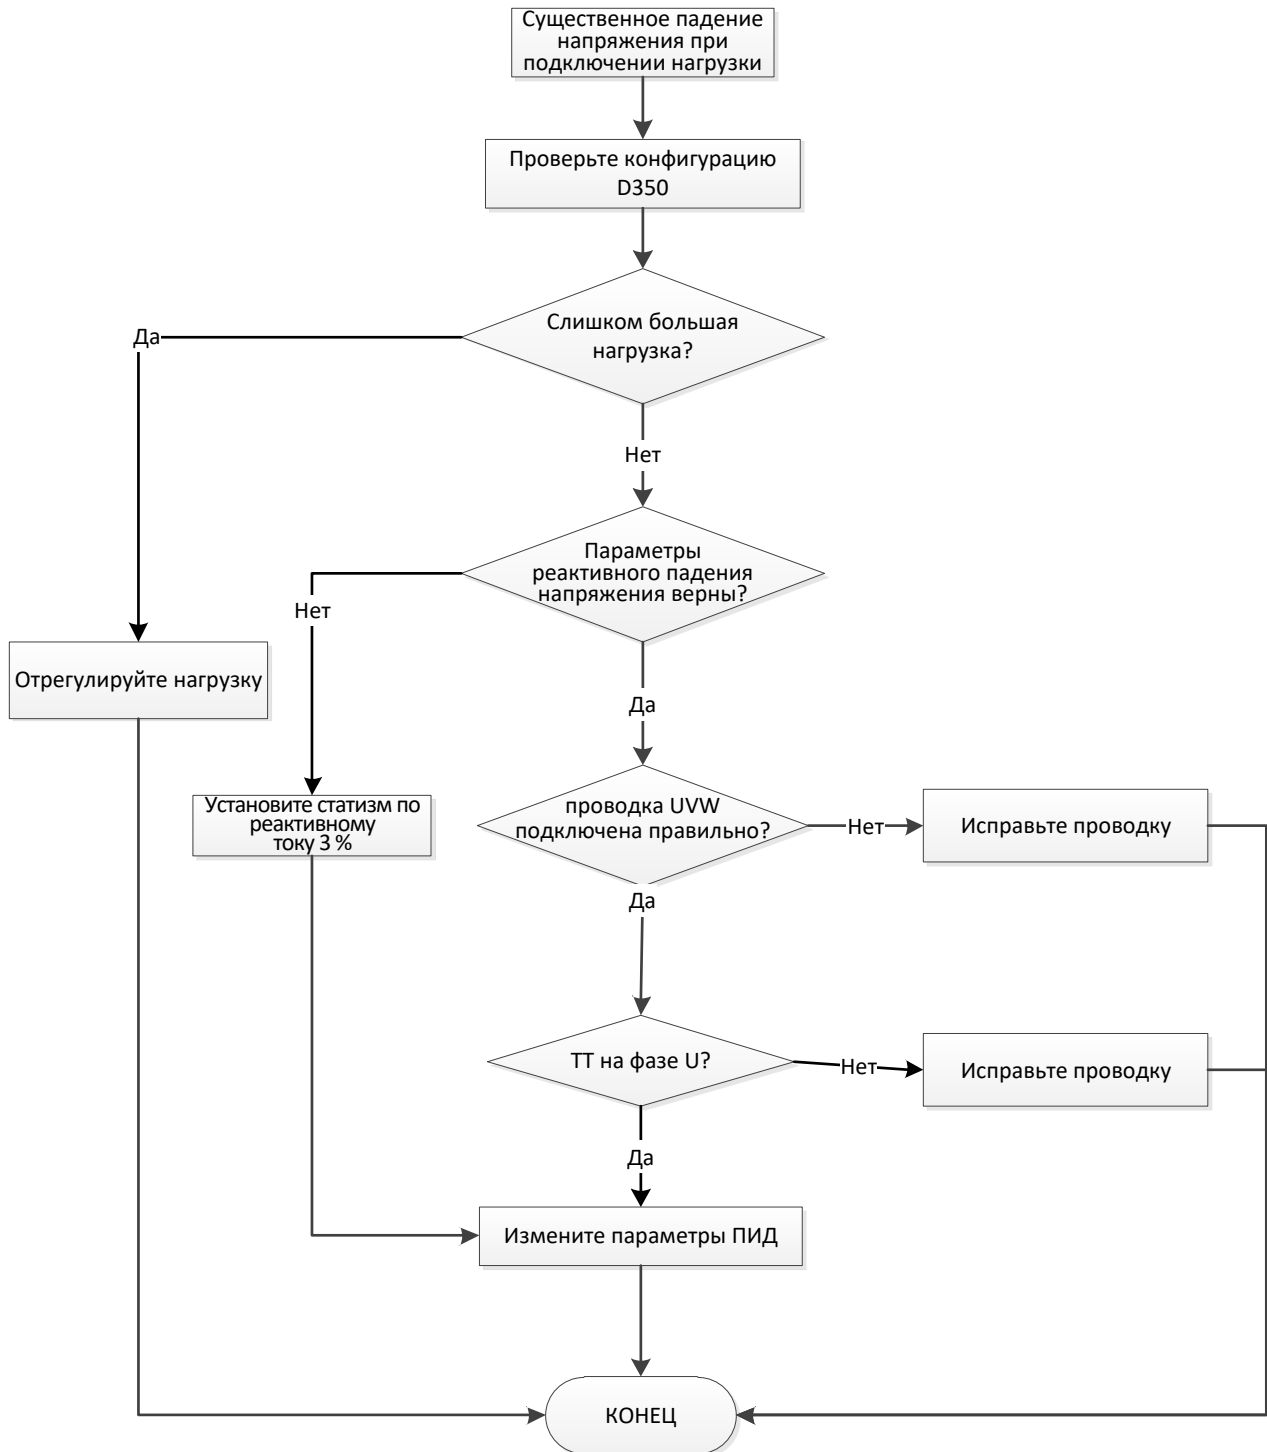 Существенное падение
напряжения при
подключении нагрузки
Проверьте конфигурацию
D350
Слишком большая
нагрузка?
Да
Нет
Параметры
реактивного падения
напряжения верны?
Нет
Отрегулируйте нагрузку
Да
Установите статизм по
реактивному
току 3 %
проводка UVW
подключена правильно?
Нет
Исправьте проводку
Да
ТТ на фазе U?
Нет
Исправьте проводку
Да
Измените параметры ПИД
КОНЕЦ